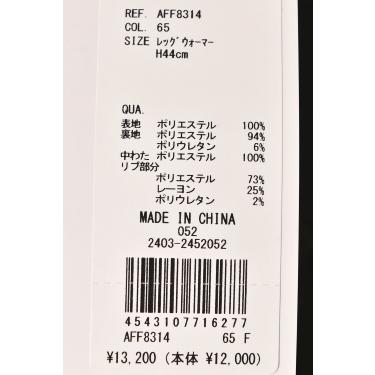 REF. AFF8314
COL. 65
SIZE ﾚｯｸﾞｳｫｰﾏｰ
H44cm
QUA.
表地 ポリエステル 100%
裏地 ポリエステル 94%
ポリウレタン 6%
中わた ポリエステル 100%
リブ部分
ポリエステル 73%
レーヨン 25%
ポリウレタン 2%
MADE IN CHINA
052
2403-2452052
4543107716277
AFF8314 65 F
¥13,200 (本体 ¥12,000)